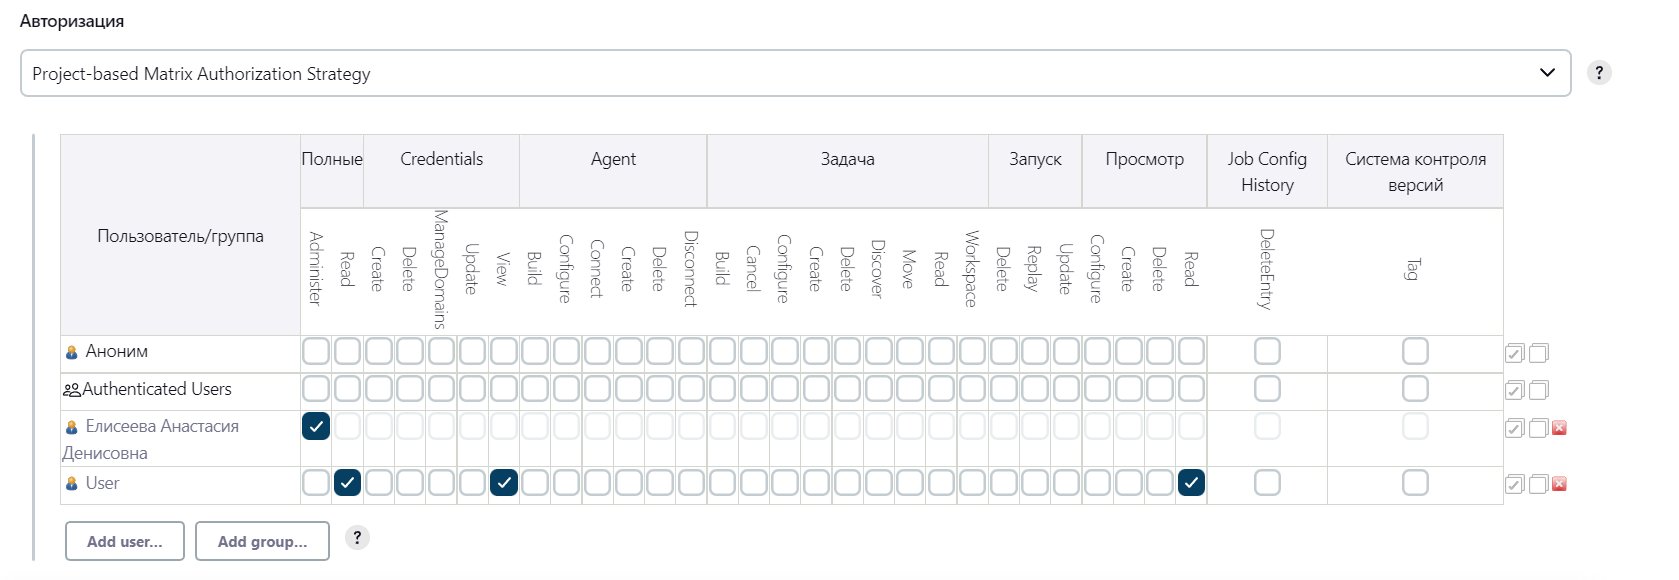 Авторизация
Project-based Matrix Authorization Strategy
?
Пользователь/группа
Полные
Credentials
Agent
Задача
Запуск
Просмотр
Job Config
History
Система контроля
версий
Administer
Read
Create
Delete
ManageDomains
Update
View
Build
Configure
Connect
Create
Delete
Disconnect
Build
Cancel
Configure
Create
Delete
Discover
Move
Read
Workspace
Delete
Replay
Update
Configure
Create
Delete
Read
DeleteEntry
Tag
Аноним
Authenticated Users
Елисеева Анастасия
Денисовна
User
Add user...
Add group...
?